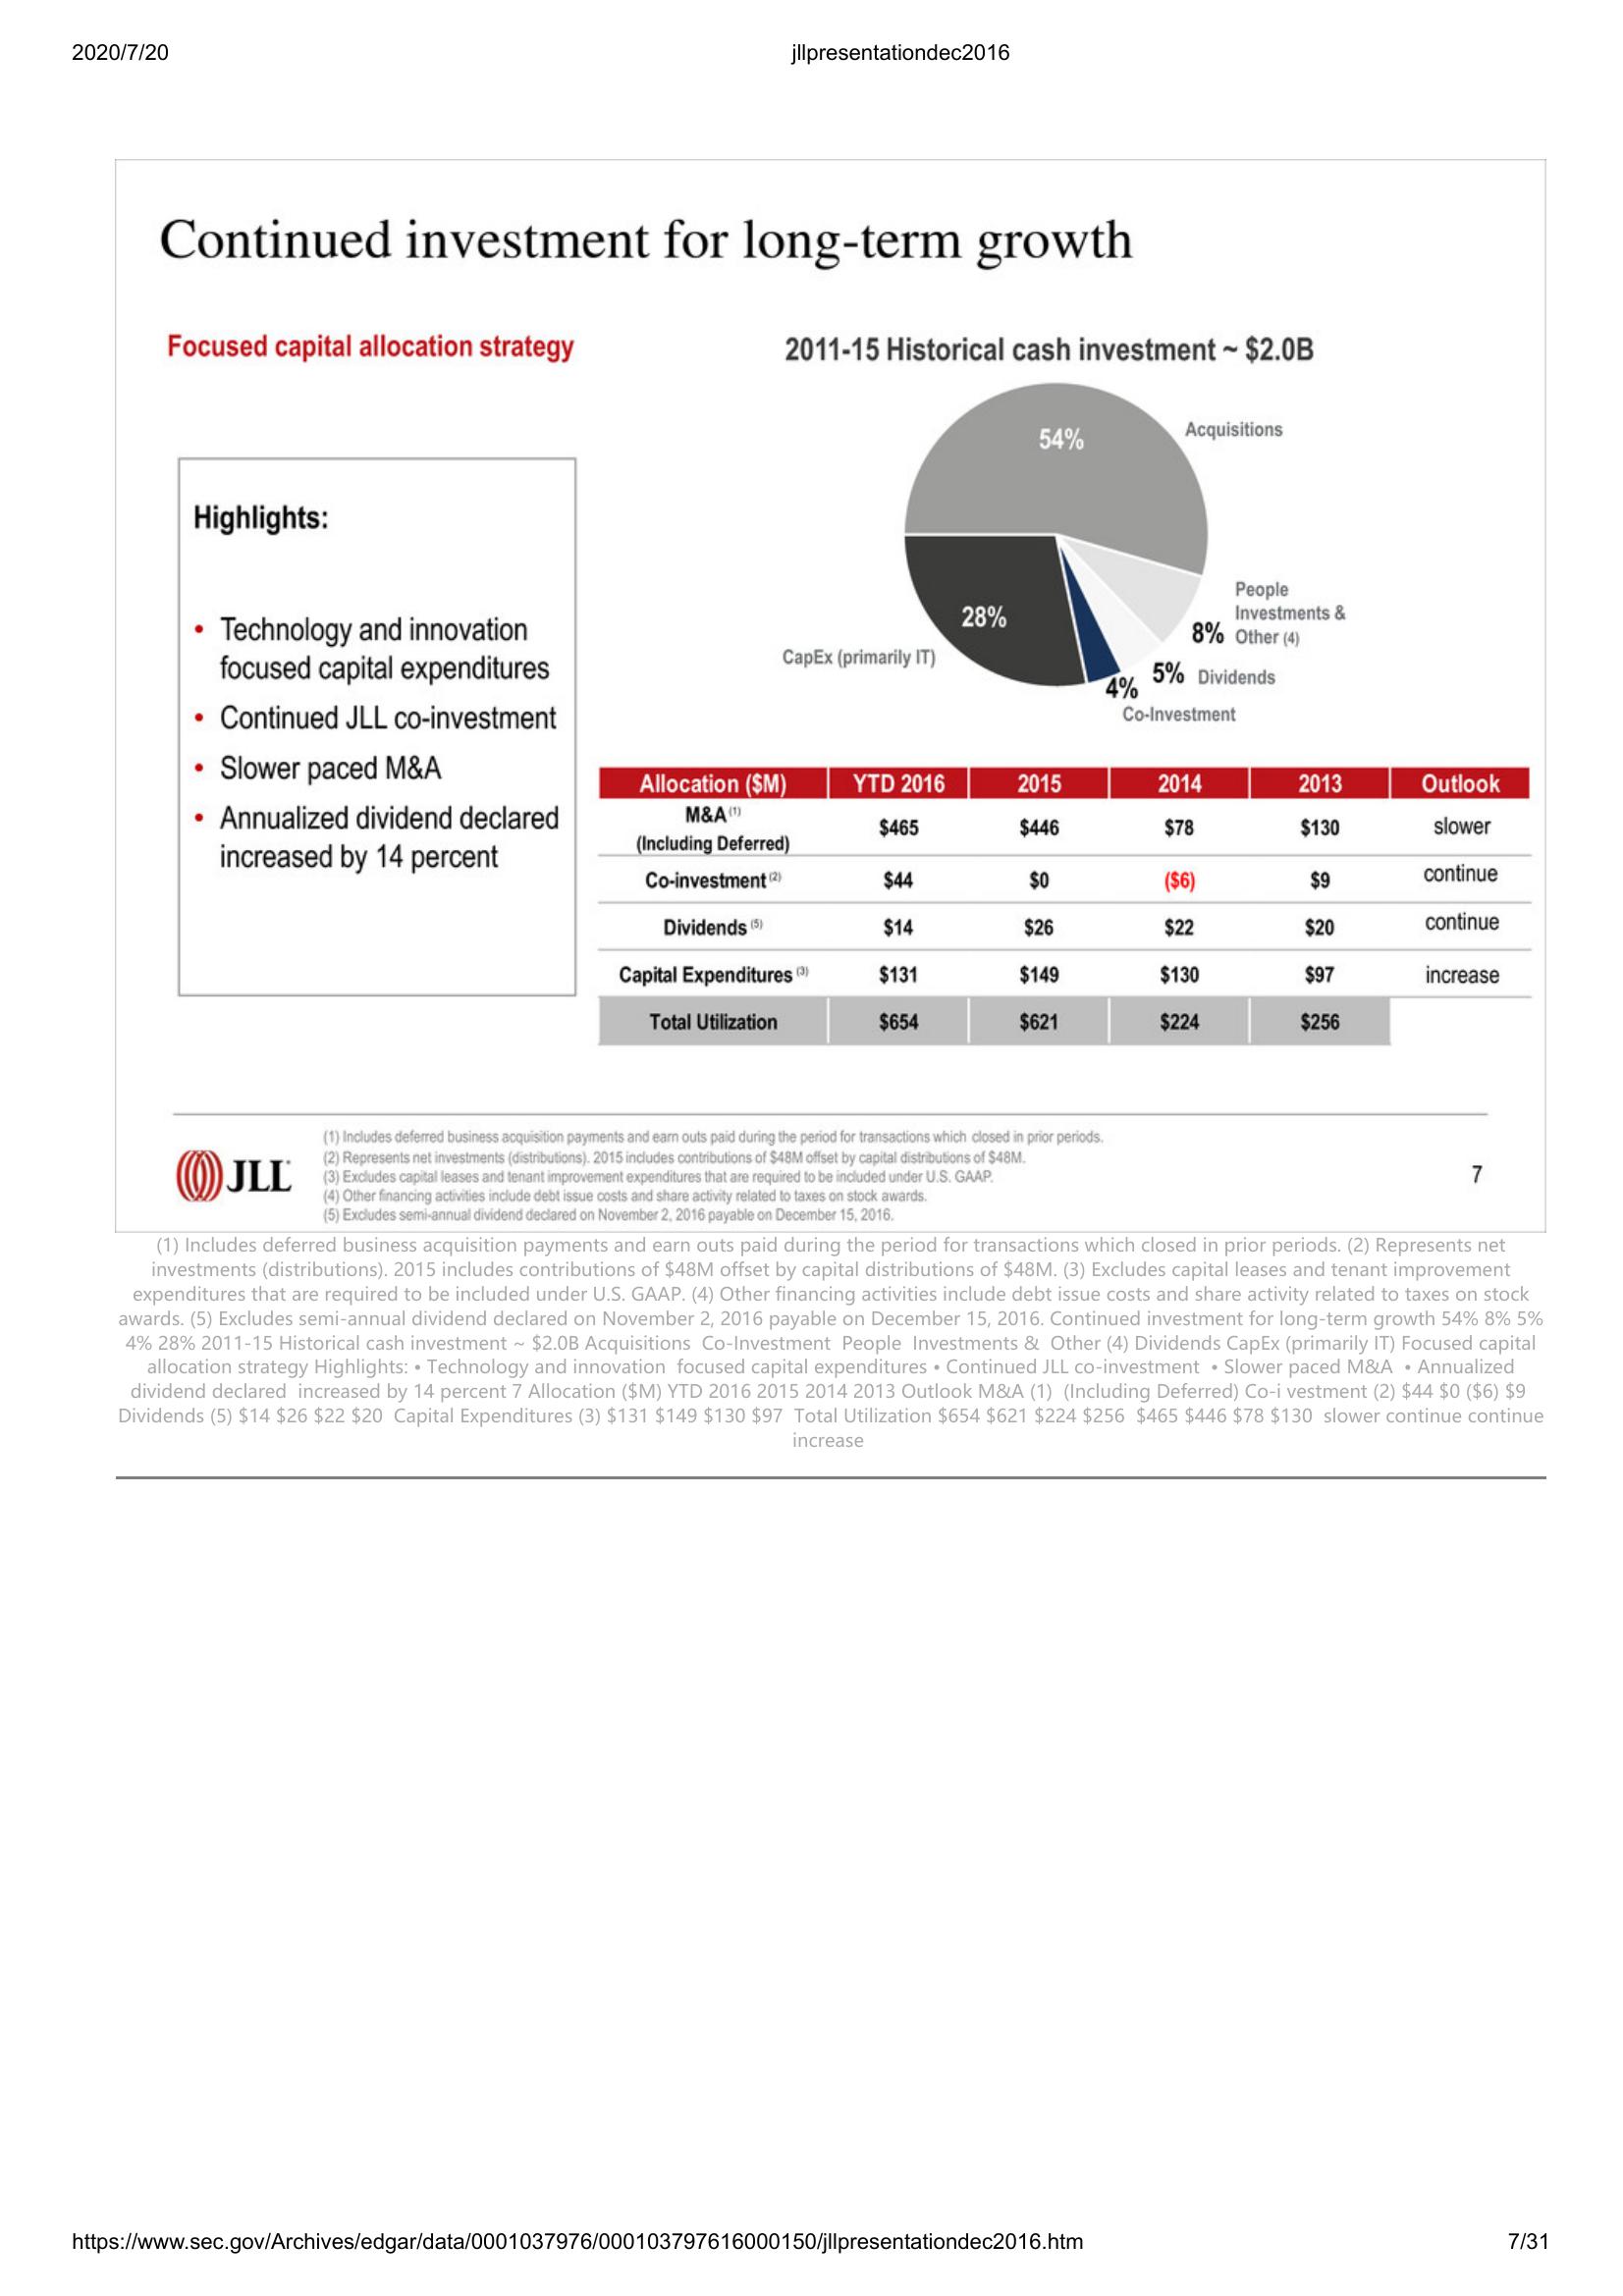 2020/7/20
jllpresentationdec2016
Continued investment for long-term growth
Focused capital allocation strategy
Highlights:
• Technology and innovation
focused capital expenditures
• Continued JLL co-investment
• Slower paced M&A
• Annualized dividend declared
increased by 14 percent
2011-15 Historical cash investment ~ $2.0B
54%
Acquisitions
People
Investments &
8% Other (4)
5% Dividends
4%
Co-Investment
28%
CapEx (primarily IT)
Allocation ($M) YTD 2016 2015 2014 2013 Outlook
M&A (1)
(Including Deferred) $465 $446 $78 $130 slower
Co-investment (2) $44 $0 ($6) $9 continue
Dividends (5) $14 $26 $22 $20 continue
Capital Expenditures (3) $131 $149 $130 $97 increase
Total Utilization $654 $621 $224 $256
JLL
(1) Includes deferred business acquisition payments and earn outs paid during the period for transactions which closed in prior periods.
(2) Represents net investments (distributions). 2015 includes contributions of $48M offset by capital distributions of $48M.
(3) Excludes capital leases and tenant improvement expenditures that are required to be included under U.S. GAAP.
(4) Other financing activities include debt issue costs and share activity related to taxes on stock awards.
(5) Excludes semi-annual dividend declared on November 2, 2016 payable on December 15, 2016.
7
(1) Includes deferred business acquisition payments and earn outs paid during the period for transactions which closed in prior periods. (2) Represents net
investments (distributions). 2015 includes contributions of $48M offset by capital distributions of $48M. (3) Excludes capital leases and tenant improvement
expenditures that are required to be included under U.S. GAAP. (4) Other financing activities include debt issue costs and share activity related to taxes on stock
awards. (5) Excludes semi-annual dividend declared on November 2, 2016 payable on December 15, 2016. Continued investment for long-term growth 54% 8% 5%
4% 28% 2011-15 Historical cash investment ~ $2.0B Acquisitions Co-Investment People Investments & Other (4) Dividends CapEx (primarily IT) Focused capital
allocation strategy Highlights: • Technology and innovation focused capital expenditures • Continued JLL co-investment • Slower paced M&A • Annualized
dividend declared increased by 14 percent 7 Allocation ($M) YTD 2016 2015 2014 2013 Outlook M&A (1) (Including Deferred) Co-i vestment (2) $44 $0 ($6) $9
Dividends (5) $14 $26 $22 $20 Capital Expenditures (3) $131 $149 $130 $97 Total Utilization $654 $621 $224 $256 $465 $446 $78 $130 slower continue continue
increase
https://www.sec.gov/Archives/edgar/data/0001037976/000103797616000150/jllpresentationdec2016.htm
7/31